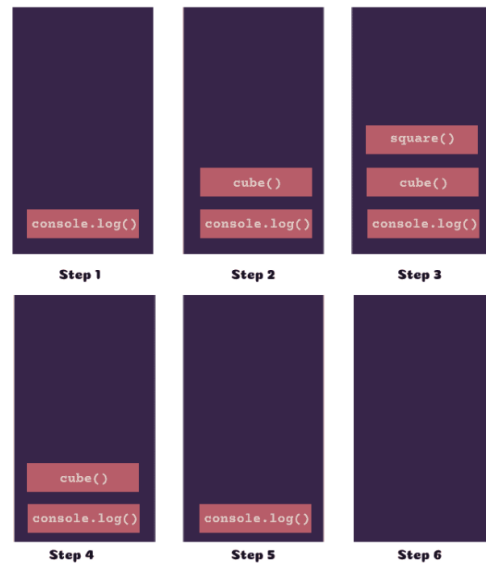 console.log()
Step 1
cube()
console.log()
Step 2
square()
cube()
console.log()
Step 3
cube()
console.log()
Step 4
console.log()
Step 5
Step 6